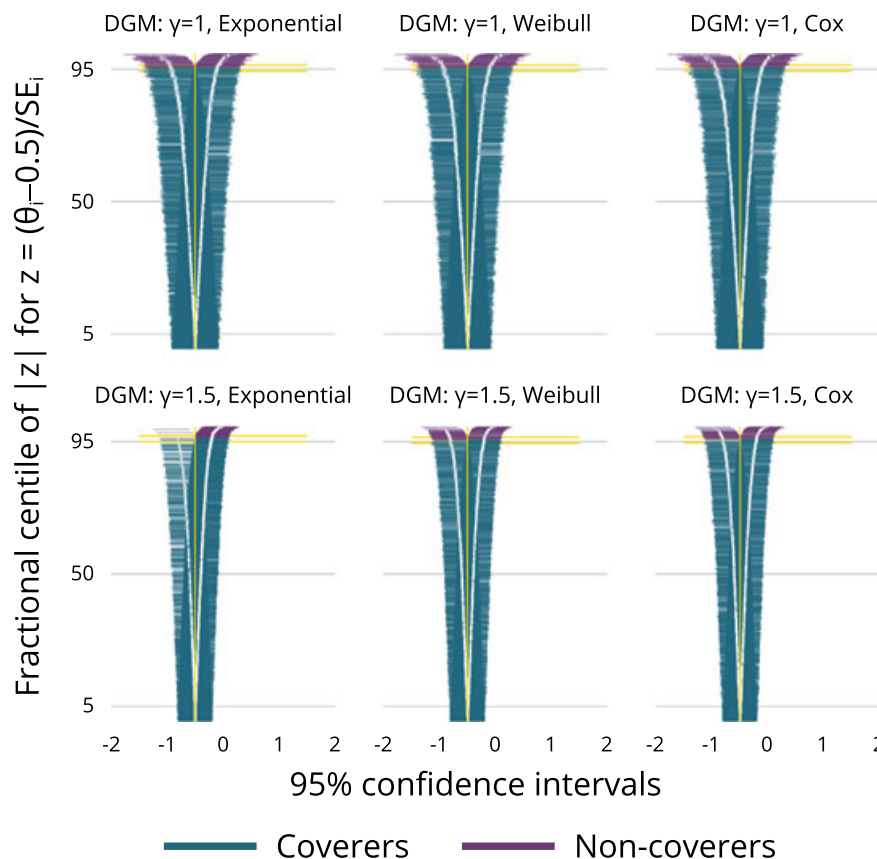 DGM: γ=1, Exponential
DGM: γ=1, Weibull
DGM: γ=1, Cox
95
50
5
Fractional centile of |z| for z = (θᵢ–0.5)/SEᵢ
DGM: γ=1.5, Exponential
DGM: γ=1.5, Weibull
DGM: γ=1.5, Cox
95
50
5
-2 -1 0 1 2
-2 -1 0 1 2
-2 -1 0 1 2
95% confidence intervals
Coverers
Non-coverers